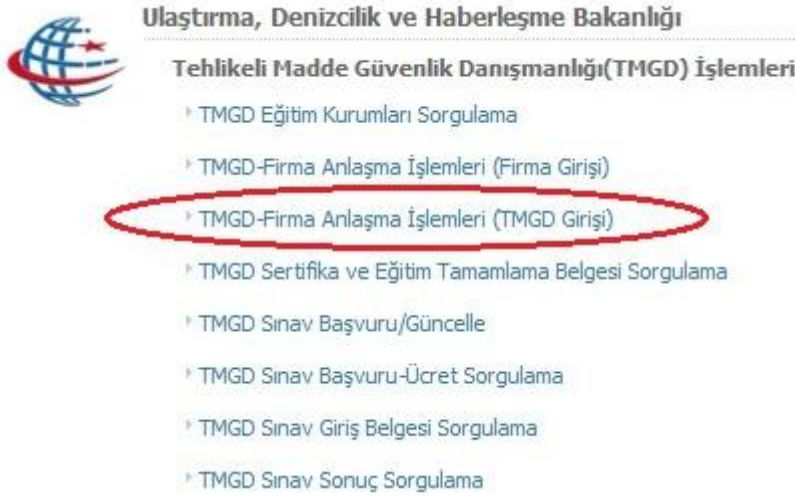 Ulaştırma, Denizcilik ve Haberleşme Bakanlığı
Tehlikeli Madde Güvenlik Danışmanlığı(TMGD) İşlemleri
TMGD Eğitim Kurumları Sorgulama
TMGD-Firma Anlaşma İşlemleri (Firma Girişi)
TMGD-Firma Anlaşma İşlemleri (TMGD Girişi)
TMGD Sertifika ve Eğitim Tamamlama Belgesi Sorgulama
TMGD Sınav Başvuru/Güncelle
TMGD Sınav Başvuru-Ücret Sorgulama
TMGD Sınav Giriş Belgesi Sorgulama
TMGD Sınav Sonuç Sorgulama